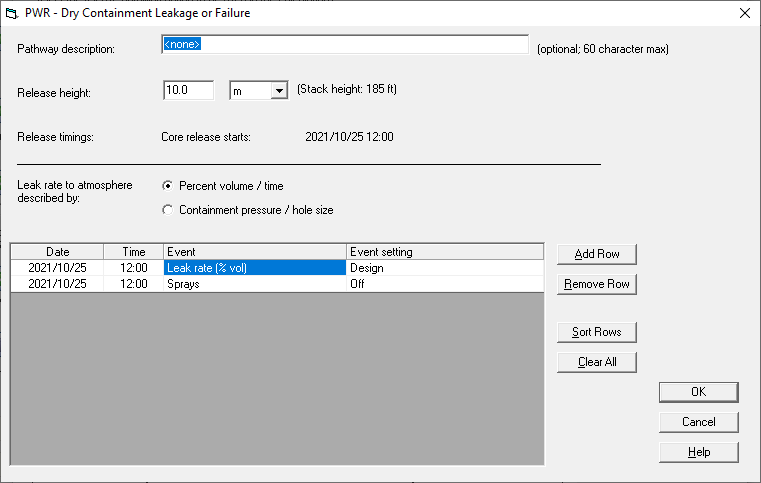 PWR - Dry Containment Leakage or Failure
Pathway description: <none> (optional; 60 character max)
Release height: 10.0 m (Stack height: 185 ft)
Release timings: Core release starts: 2021/10/25 12:00
Leak rate to atmosphere
described by:
Percent volume / time
Containment pressure / hole size
Date Time Event Event setting
2021/10/25 12:00 Leak rate (% vol) Design
2021/10/25 12:00 Sprays Off
Add Row
Remove Row
Sort Rows
Clear All
OK
Cancel
Help